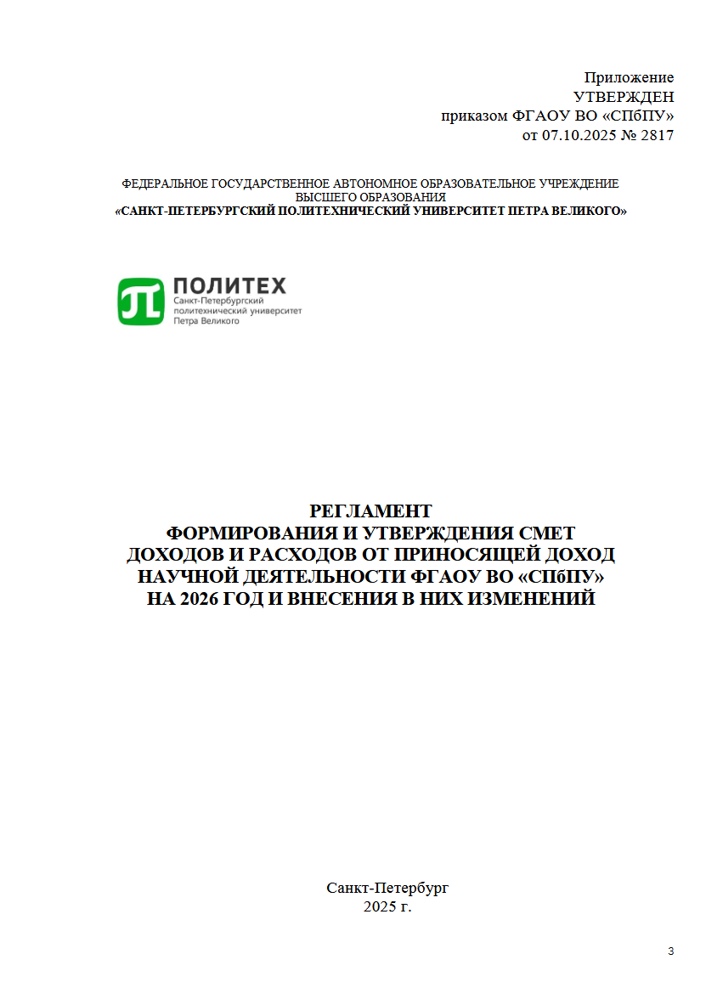 Приложение
УТВЕРЖДЕН
приказом ФГАОУ ВО «СПбПУ»
от 07.10.2025 № 2817
ФЕДЕРАЛЬНОЕ ГОСУДАРСТВЕННОЕ АВТОНОМНОЕ ОБРАЗОВАТЕЛЬНОЕ УЧРЕЖДЕНИЕ
ВЫСШЕГО ОБРАЗОВАНИЯ
«САНКТ-ПЕТЕРБУРГСКИЙ ПОЛИТЕХНИЧЕСКИЙ УНИВЕРСИТЕТ ПЕТРА ВЕЛИКОГО»
ПОЛИТЕХ
Санкт-Петербургский
политехнический университет
Петра Великого
РЕГЛАМЕНТ
ФОРМИРОВАНИЯ И УТВЕРЖДЕНИЯ СМЕТ
ДОХОДОВ И РАСХОДОВ ОТ ПРИНОСЯЩЕЙ ДОХОД
НАУЧНОЙ ДЕЯТЕЛЬНОСТИ ФГАОУ ВО «СПбПУ»
НА 2026 ГОД И ВНЕСЕНИЯ В НИХ ИЗМЕНЕНИЙ
Санкт-Петербург
2025 г.
3